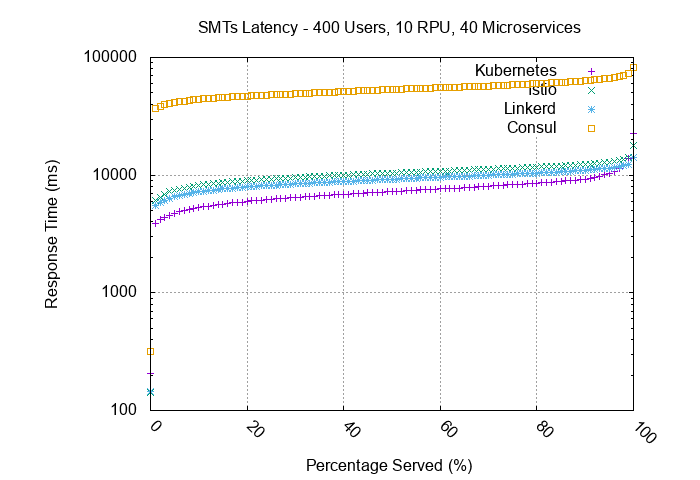 SMTs Latency - 400 Users, 10 RPU, 40 Microservices
100000
10000
1000
100
Response Time (ms)
Kubernetes
Istio
Linkerd
Consul
0
20
40
60
80
100
Percentage Served (%)